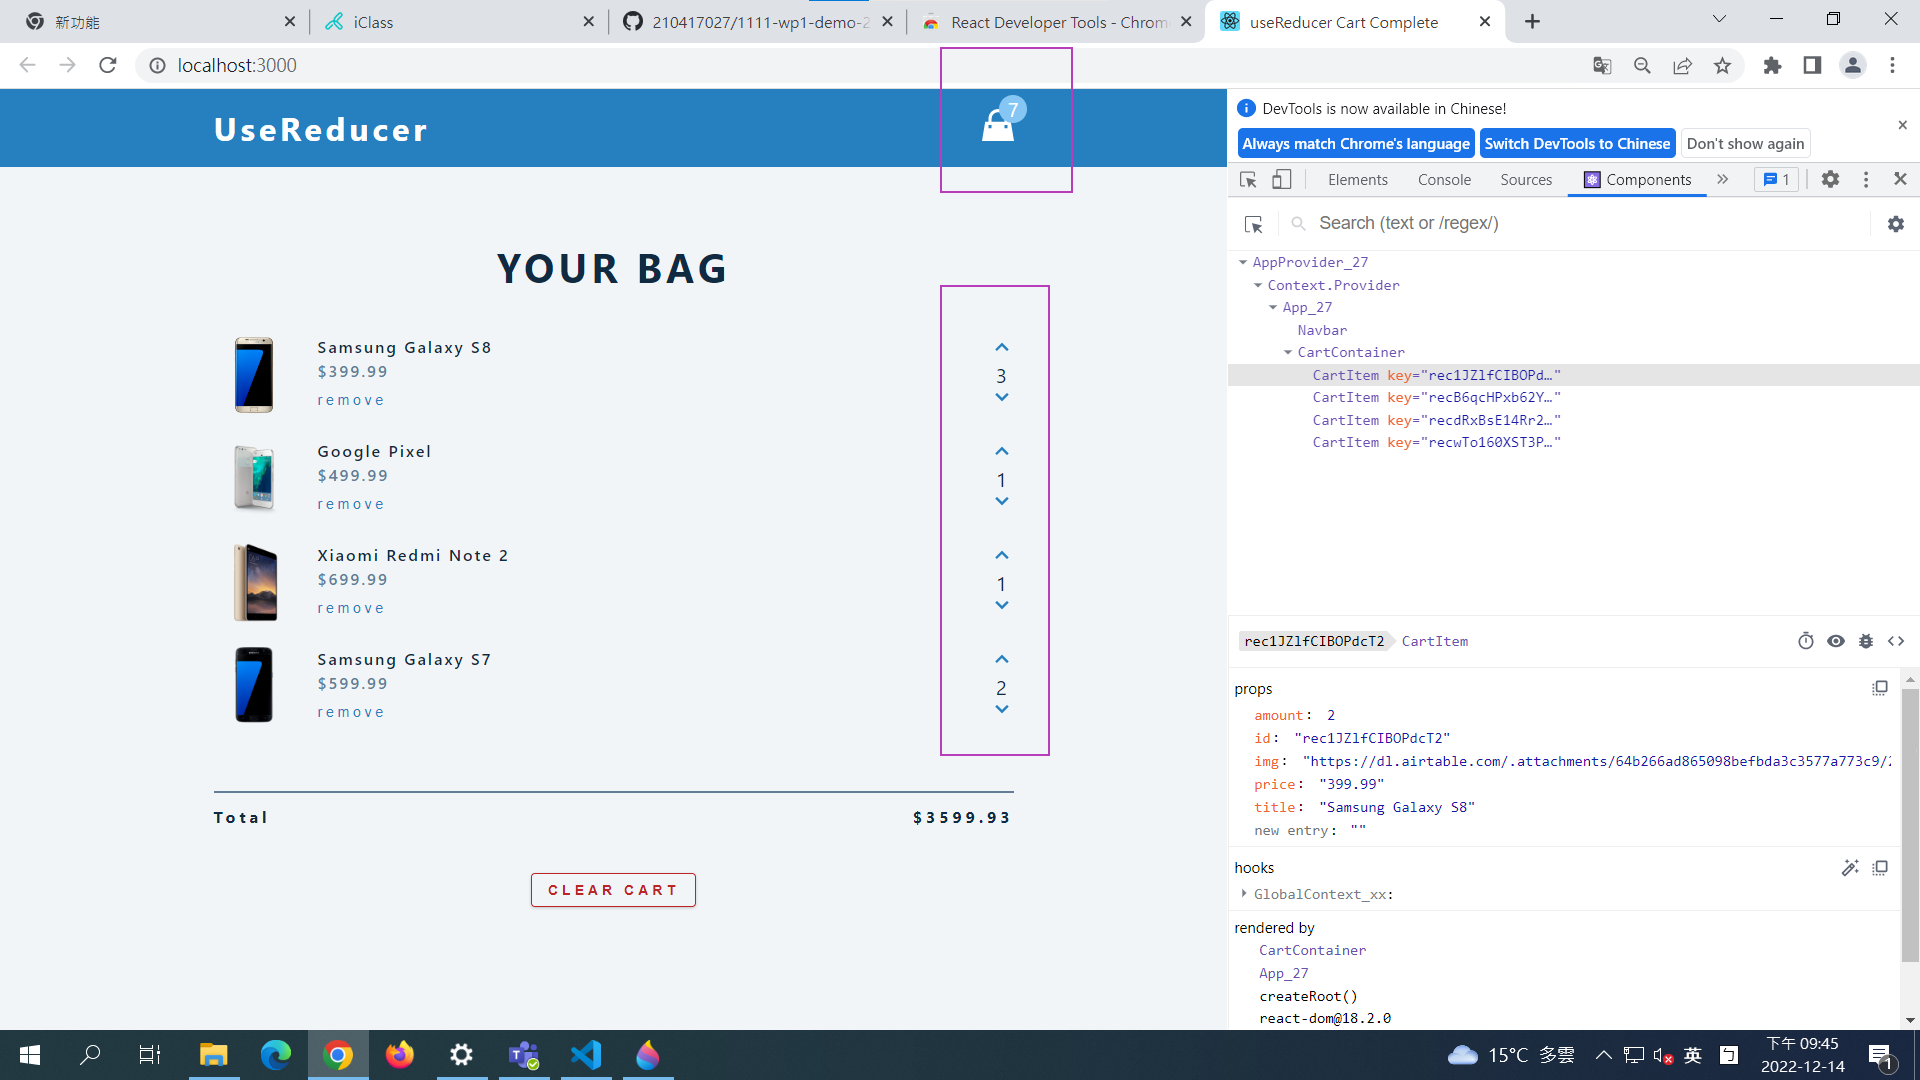 新功能
iClass
210417027/1111-wp1-demo-2
React Developer Tools - Chrom
useReducer Cart Complete
localhost:3000
UseReducer
7
YOUR BAG
Samsung Galaxy S8
$399.99
remove
3
Google Pixel
$499.99
remove
1
Xiaomi Redmi Note 2
$699.99
remove
1
Samsung Galaxy S7
$599.99
remove
2
Total $3599.93
CLEAR CART
DevTools is now available in Chinese!
Always match Chrome's language Switch DevTools to Chinese Don't show again
Elements Console Sources Components » 1
Search (text or /regex/)
AppProvider_27
Context.Provider
App_27
Navbar
CartContainer
CartItem key="rec1JZlfCIBOPd…"
CartItem key="recB6qcHPxb62Y…"
CartItem key="recdRxBsE14Rr2…"
CartItem key="recwTo160XST3P…"
rec1JZlfCIBOPdcT2 CartItem
props
amount: 2
id: "rec1JZlfCIBOPdcT2"
img: "https://dl.airtable.com/.attachments/64b266ad865098befbda3c3577a773c9/
price: "399.99"
title: "Samsung Galaxy S8"
new entry: ""
hooks
GlobalContext_xx:
rendered by
CartContainer
App_27
createRoot()
react-dom@18.2.0
15°C 多雲
英
下午 09:45
2022-12-14
1